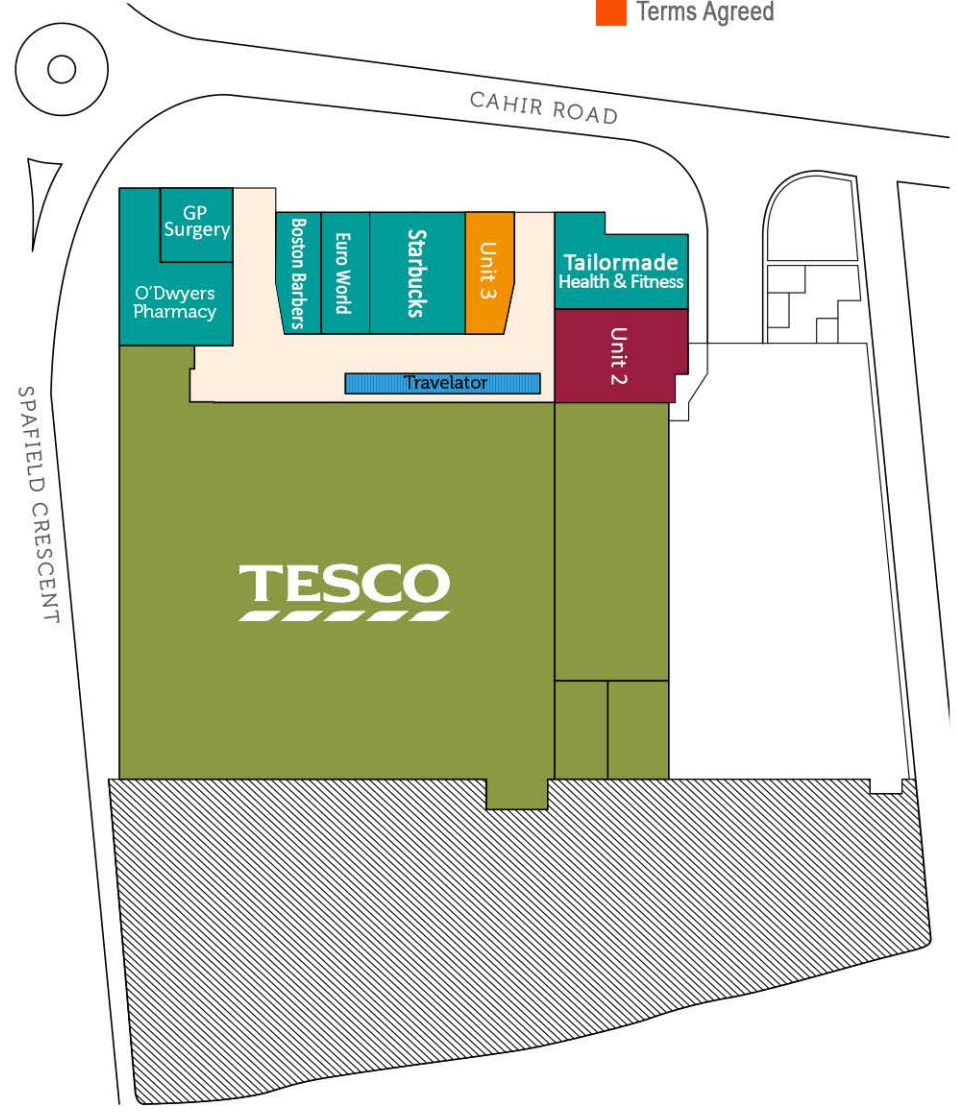 Terms Agreed
CAHIR ROAD
GP
Surgery
O'Dwyers
Pharmacy
Boston Barbers
Euro World
Starbucks
Unit 3
Tailormade
Health & Fitness
Unit 2
Travelator
SPAFIELD CRESCENT
TESCO